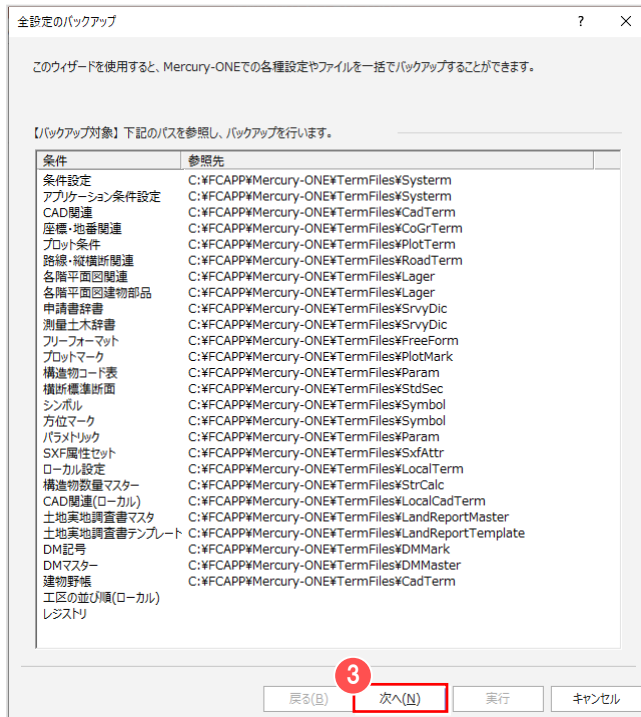 全設定のバックアップ ? ×
このウィザードを使用すると、Mercury-ONEでの各種設定やファイルを一括でバックアップすることができます。
【バックアップ対象】下記のパスを参照し、バックアップを行います。
条件 参照先
条件設定 C:¥FCAPP¥Mercury-ONE¥TermFiles¥Systerm
アプリケーション条件設定 C:¥FCAPP¥Mercury-ONE¥TermFiles¥Systerm
CAD関連 C:¥FCAPP¥Mercury-ONE¥TermFiles¥CadTerm
座標・地番関連 C:¥FCAPP¥Mercury-ONE¥TermFiles¥CoGrTerm
プロット条件 C:¥FCAPP¥Mercury-ONE¥TermFiles¥PlotTerm
路線・縦横断関連 C:¥FCAPP¥Mercury-ONE¥TermFiles¥RoadTerm
各階平面図関連 C:¥FCAPP¥Mercury-ONE¥TermFiles¥Lager
各階平面図建物部品 C:¥FCAPP¥Mercury-ONE¥TermFiles¥Lager
申請書辞書 C:¥FCAPP¥Mercury-ONE¥TermFiles¥SrvyDic
測量土木辞書 C:¥FCAPP¥Mercury-ONE¥TermFiles¥SrvyDic
フリーフォーマット C:¥FCAPP¥Mercury-ONE¥TermFiles¥FreeForm
プロットマーク C:¥FCAPP¥Mercury-ONE¥TermFiles¥PlotMark
構造物コード表 C:¥FCAPP¥Mercury-ONE¥TermFiles¥Param
横断標準断面 C:¥FCAPP¥Mercury-ONE¥TermFiles¥StdSec
シンボル C:¥FCAPP¥Mercury-ONE¥TermFiles¥Symbol
方位マーク C:¥FCAPP¥Mercury-ONE¥TermFiles¥Symbol
パラメトリック C:¥FCAPP¥Mercury-ONE¥TermFiles¥Param
SXF属性セット C:¥FCAPP¥Mercury-ONE¥TermFiles¥SxfAttr
ローカル設定 C:¥FCAPP¥Mercury-ONE¥TermFiles¥LocalTerm
構造物数量マスター C:¥FCAPP¥Mercury-ONE¥TermFiles¥StrCalc
CAD関連(ローカル) C:¥FCAPP¥Mercury-ONE¥TermFiles¥LocalCadTerm
土地実地調査書マスタ C:¥FCAPP¥Mercury-ONE¥TermFiles¥LandReportMaster
土地実地調査書テンプレート C:¥FCAPP¥Mercury-ONE¥TermFiles¥LandReportTemplate
DM記号 C:¥FCAPP¥Mercury-ONE¥TermFiles¥DMMark
DMマスター C:¥FCAPP¥Mercury-ONE¥TermFiles¥DMMaster
建物野帳 C:¥FCAPP¥Mercury-ONE¥TermFiles¥CadTerm
工区の並び順(ローカル)
レジストリ
3
戻る(B) 次へ(N) 実行 キャンセル